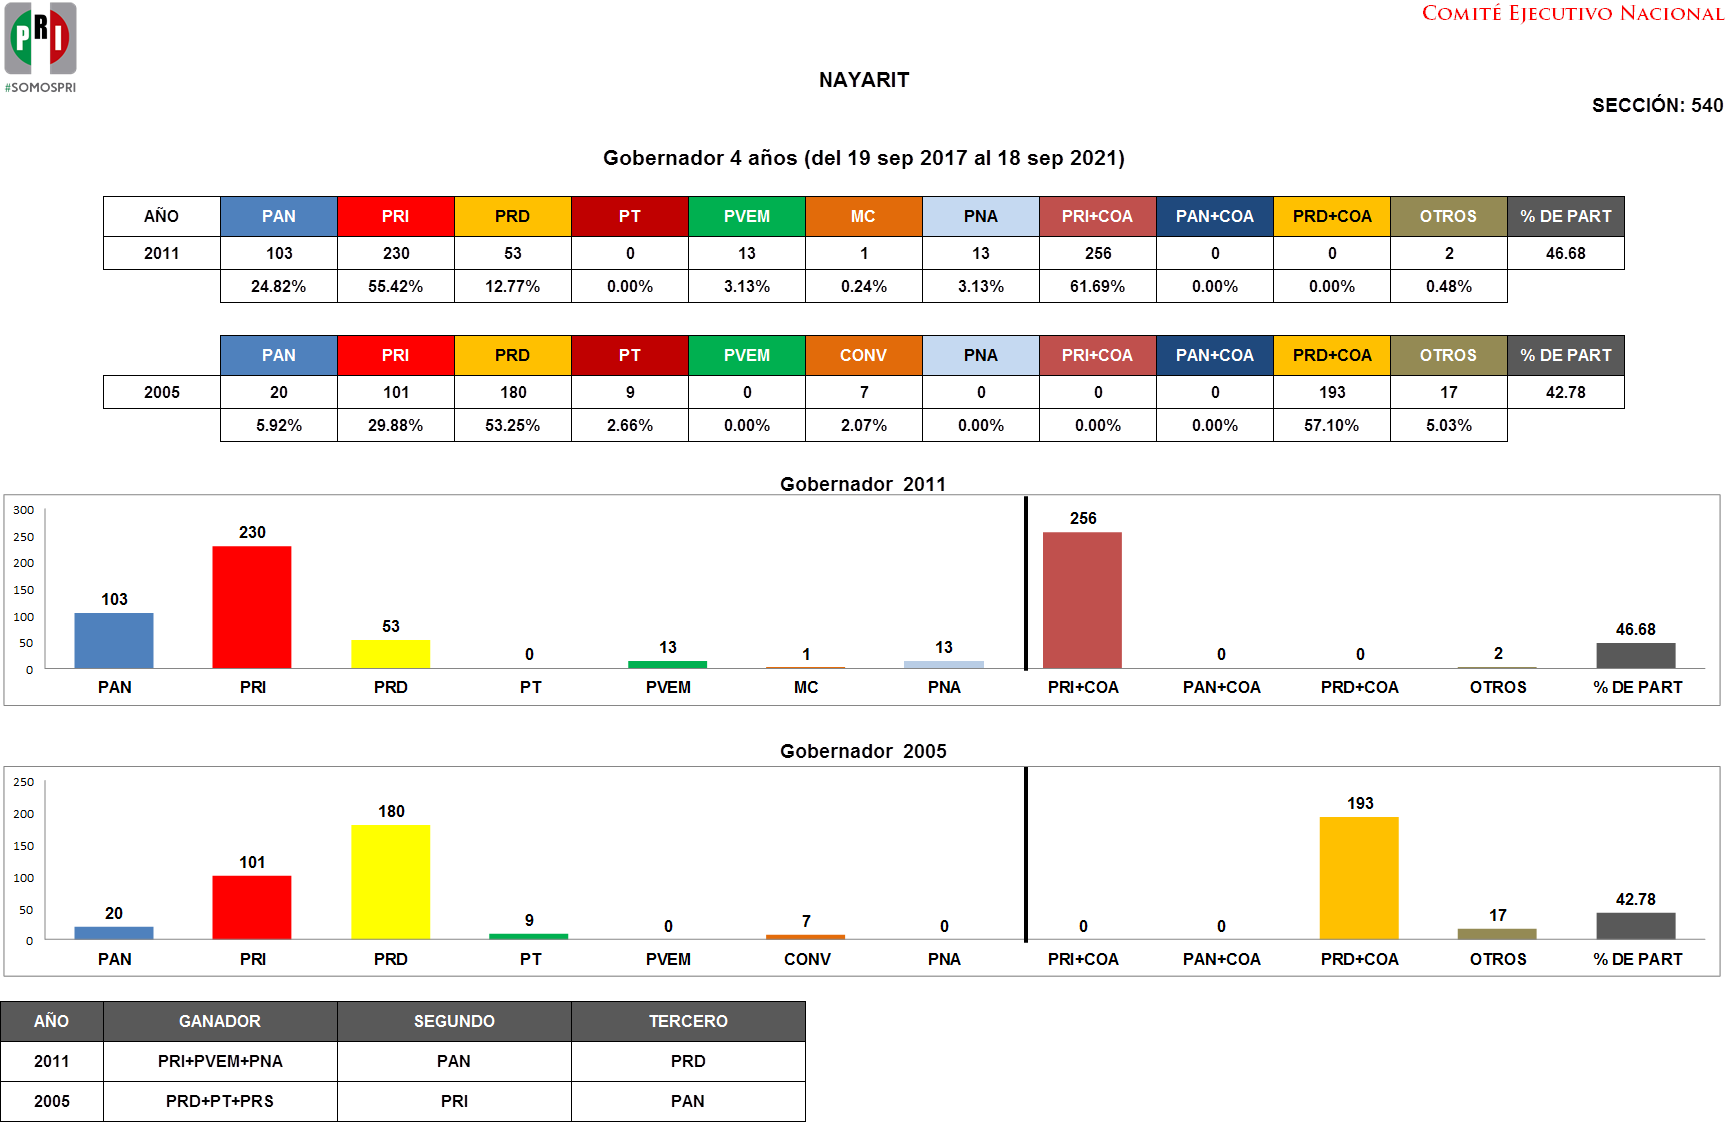 PRI
#SOMOSPRI
COMITÉ EJECUTIVO NACIONAL
NAYARIT
SECCIÓN: 540
Gobernador 4 años (del 19 sep 2017 al 18 sep 2021)
AÑO PAN PRI PRD PT PVEM MC PNA PRI+COA PAN+COA PRD+COA OTROS % DE PART
2011 103 230 53 0 13 1 13 256 0 0 2 46.68
24.82% 55.42% 12.77% 0.00% 3.13% 0.24% 3.13% 61.69% 0.00% 0.00% 0.48%
PAN PRI PRD PT PVEM CONV PNA PRI+COA PAN+COA PRD+COA OTROS % DE PART
2005 20 101 180 9 0 7 0 0 0 193 17 42.78
5.92% 29.88% 53.25% 2.66% 0.00% 2.07% 0.00% 0.00% 0.00% 57.10% 5.03%
Gobernador 2011
300
250
200
150
100
50
0
103 230 53 0 13 1 13 256 0 0 2 46.68
PAN PRI PRD PT PVEM MC PNA PRI+COA PAN+COA PRD+COA OTROS % DE PART
Gobernador 2005
250
200
150
100
50
0
20 101 180 9 0 7 0 0 0 193 17 42.78
PAN PRI PRD PT PVEM CONV PNA PRI+COA PAN+COA PRD+COA OTROS % DE PART
AÑO GANADOR SEGUNDO TERCERO
2011 PRI+PVEM+PNA PAN PRD
2005 PRD+PT+PRS PRI PAN